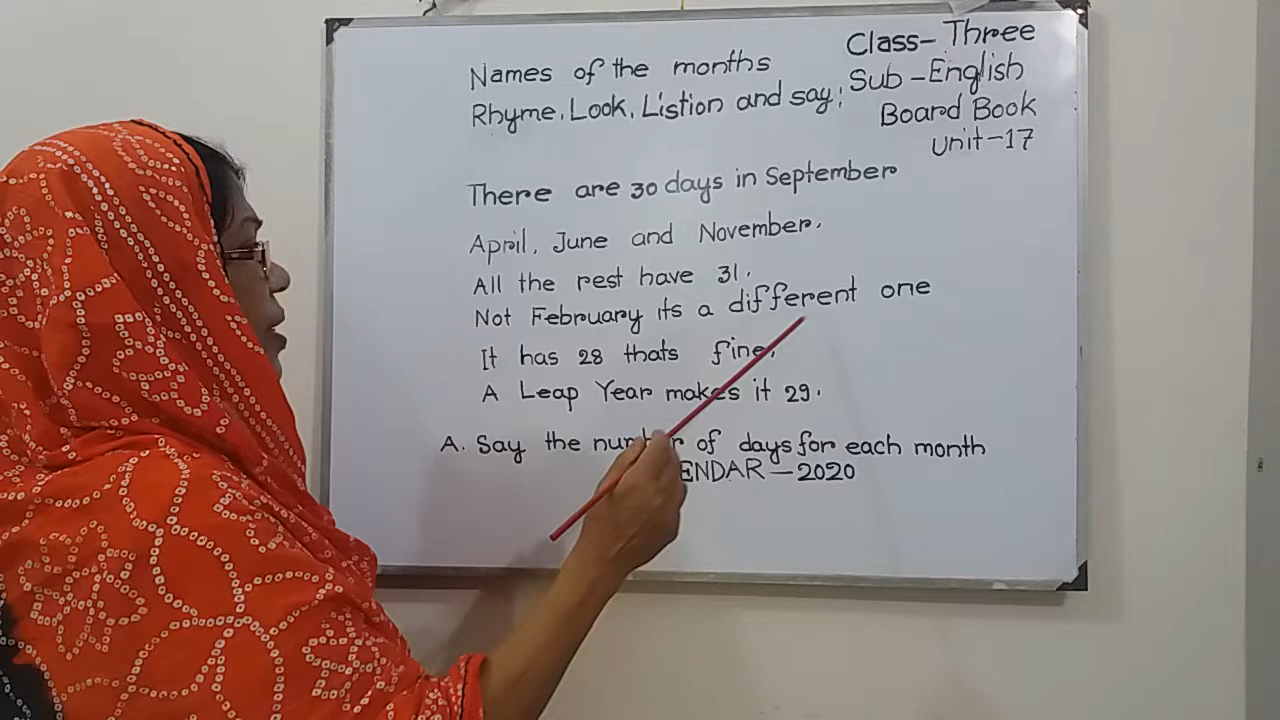 Class- Three
Names of the months
Sub - English
Rhyme, Look, Listion and say;
Board Book
Unit-17
There are 30 days in September
April, June and November.
All the rest have 31.
Not February its a different one
It has 28 thats fine.
A Leap Year makes it 29.
A. Say the number of days for each month
ENDAR - 2020